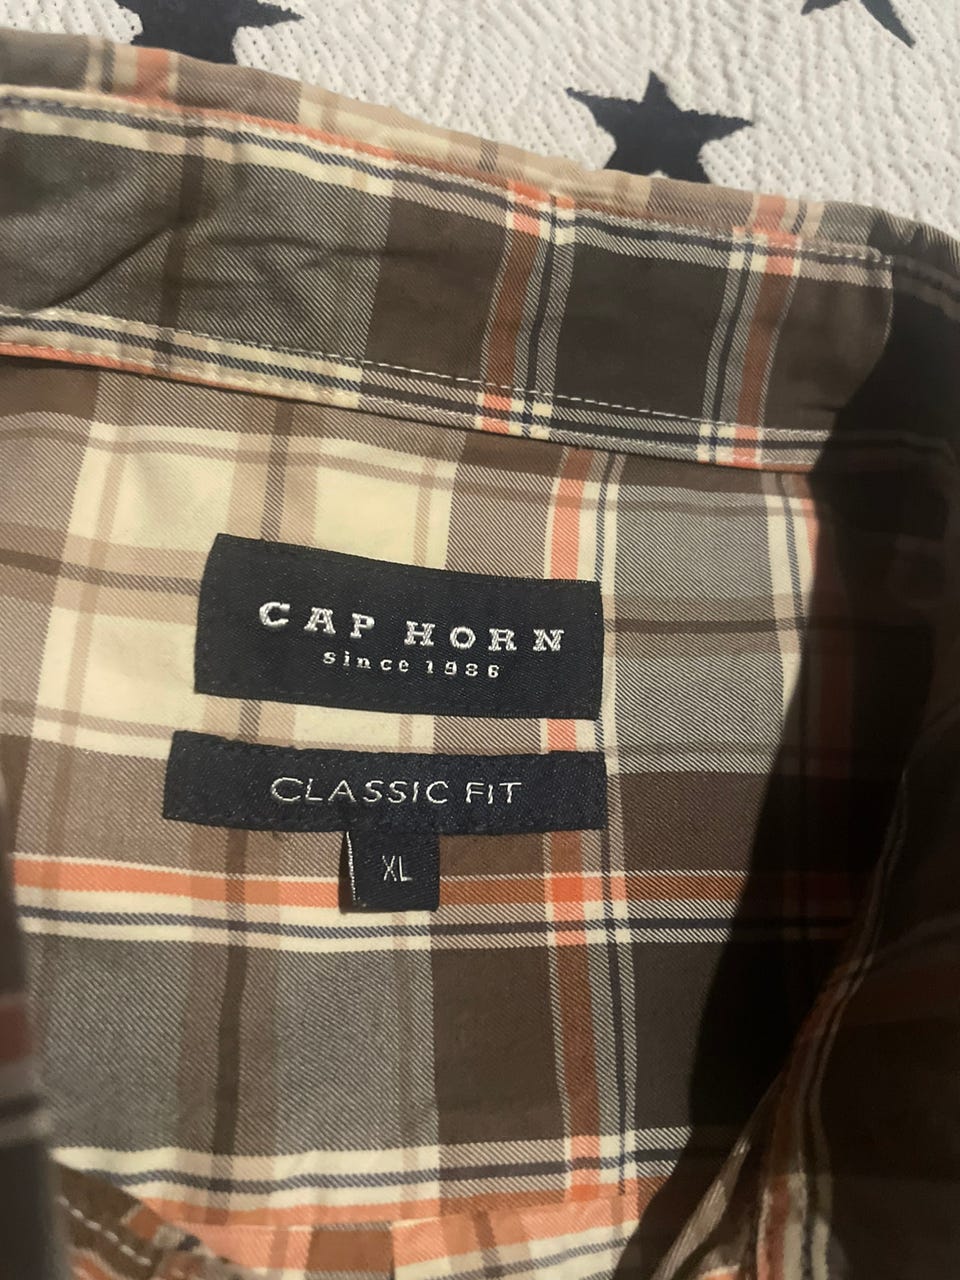 CAP HORN
since 1986
CLASSIC FIT
XL